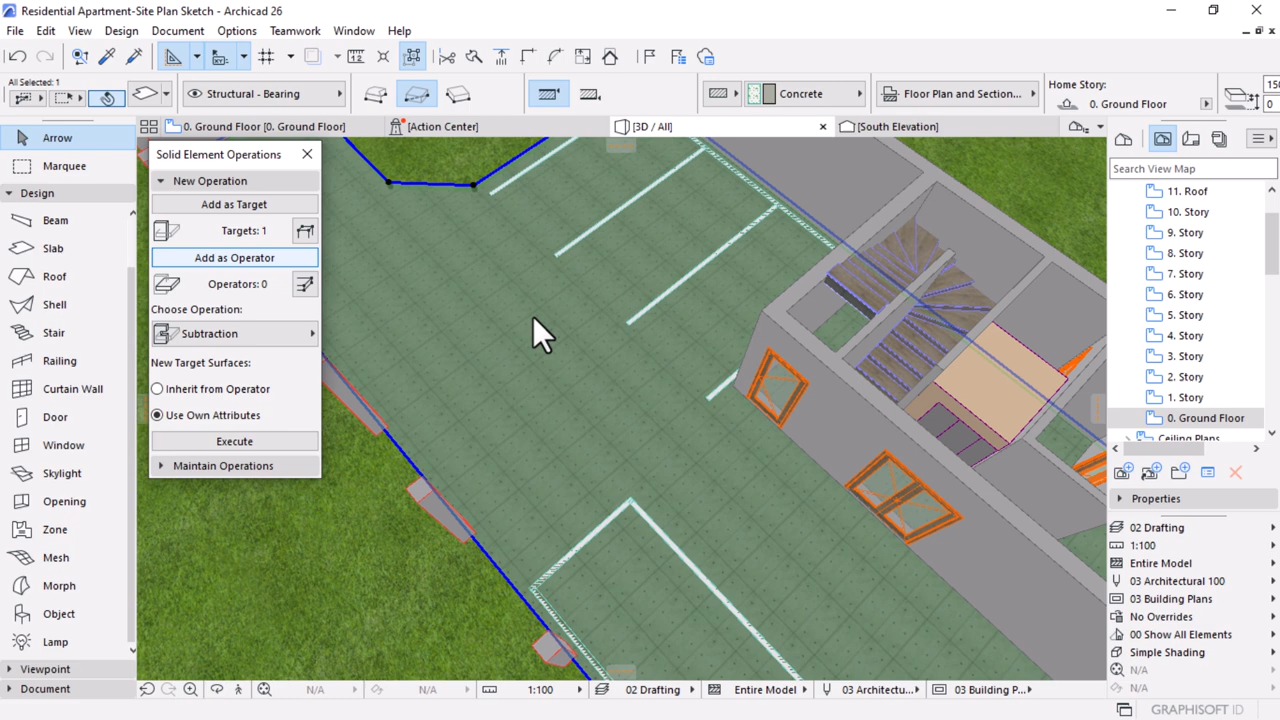 Residential Apartment-Site Plan Sketch - Archicad 26
File Edit View Design Document Options Teamwork Window Help
All Selected: 1
Structural - Bearing
Concrete
Floor Plan and Section...
Home Story:
0. Ground Floor
150
0
Arrow
Marquee
Design
Beam
Slab
Roof
Shell
Stair
Railing
Curtain Wall
Door
Window
Skylight
Opening
Zone
Mesh
Morph
Object
Lamp
Viewpoint
Document
0. Ground Floor [0. Ground Floor]
[Action Center]
[3D / All]
[South Elevation]
Solid Element Operations
New Operation
Add as Target
Targets: 1
Add as Operator
Operators: 0
Choose Operation:
Subtraction
New Target Surfaces:
Inherit from Operator
Use Own Attributes
Execute
Maintain Operations
Search View Map
11. Roof
10. Story
9. Story
8. Story
7. Story
6. Story
5. Story
4. Story
3. Story
2. Story
1. Story
0. Ground Floor
Ceiling Plans
Properties
02 Drafting
1:100
Entire Model
03 Architectural 100
03 Building Plans
No Overrides
00 Show All Elements
Simple Shading
N/A
N/A
N/A
N/A
1:100
02 Drafting
Entire Model
03 Architectu...
03 Building P...
GRAPHISOFT ID